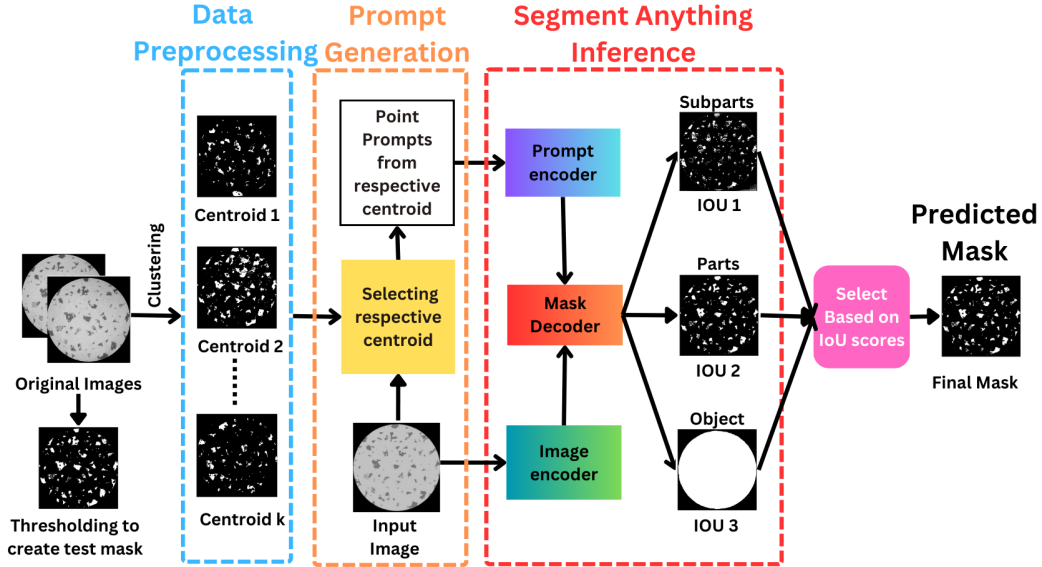 Data
Preprocessing
Prompt
Generation
Segment Anything
Inference
Original Images
Thresholding to
create test mask
Clustering
Centroid 1
Centroid 2
Centroid k
Point
Prompts
from
respective
centroid
Selecting
respective
centroid
Input
Image
Prompt
encoder
Mask
Decoder
Image
encoder
Subparts
IOU 1
Parts
IOU 2
Object
IOU 3
Select
Based on
IoU scores
Predicted
Mask
Final Mask